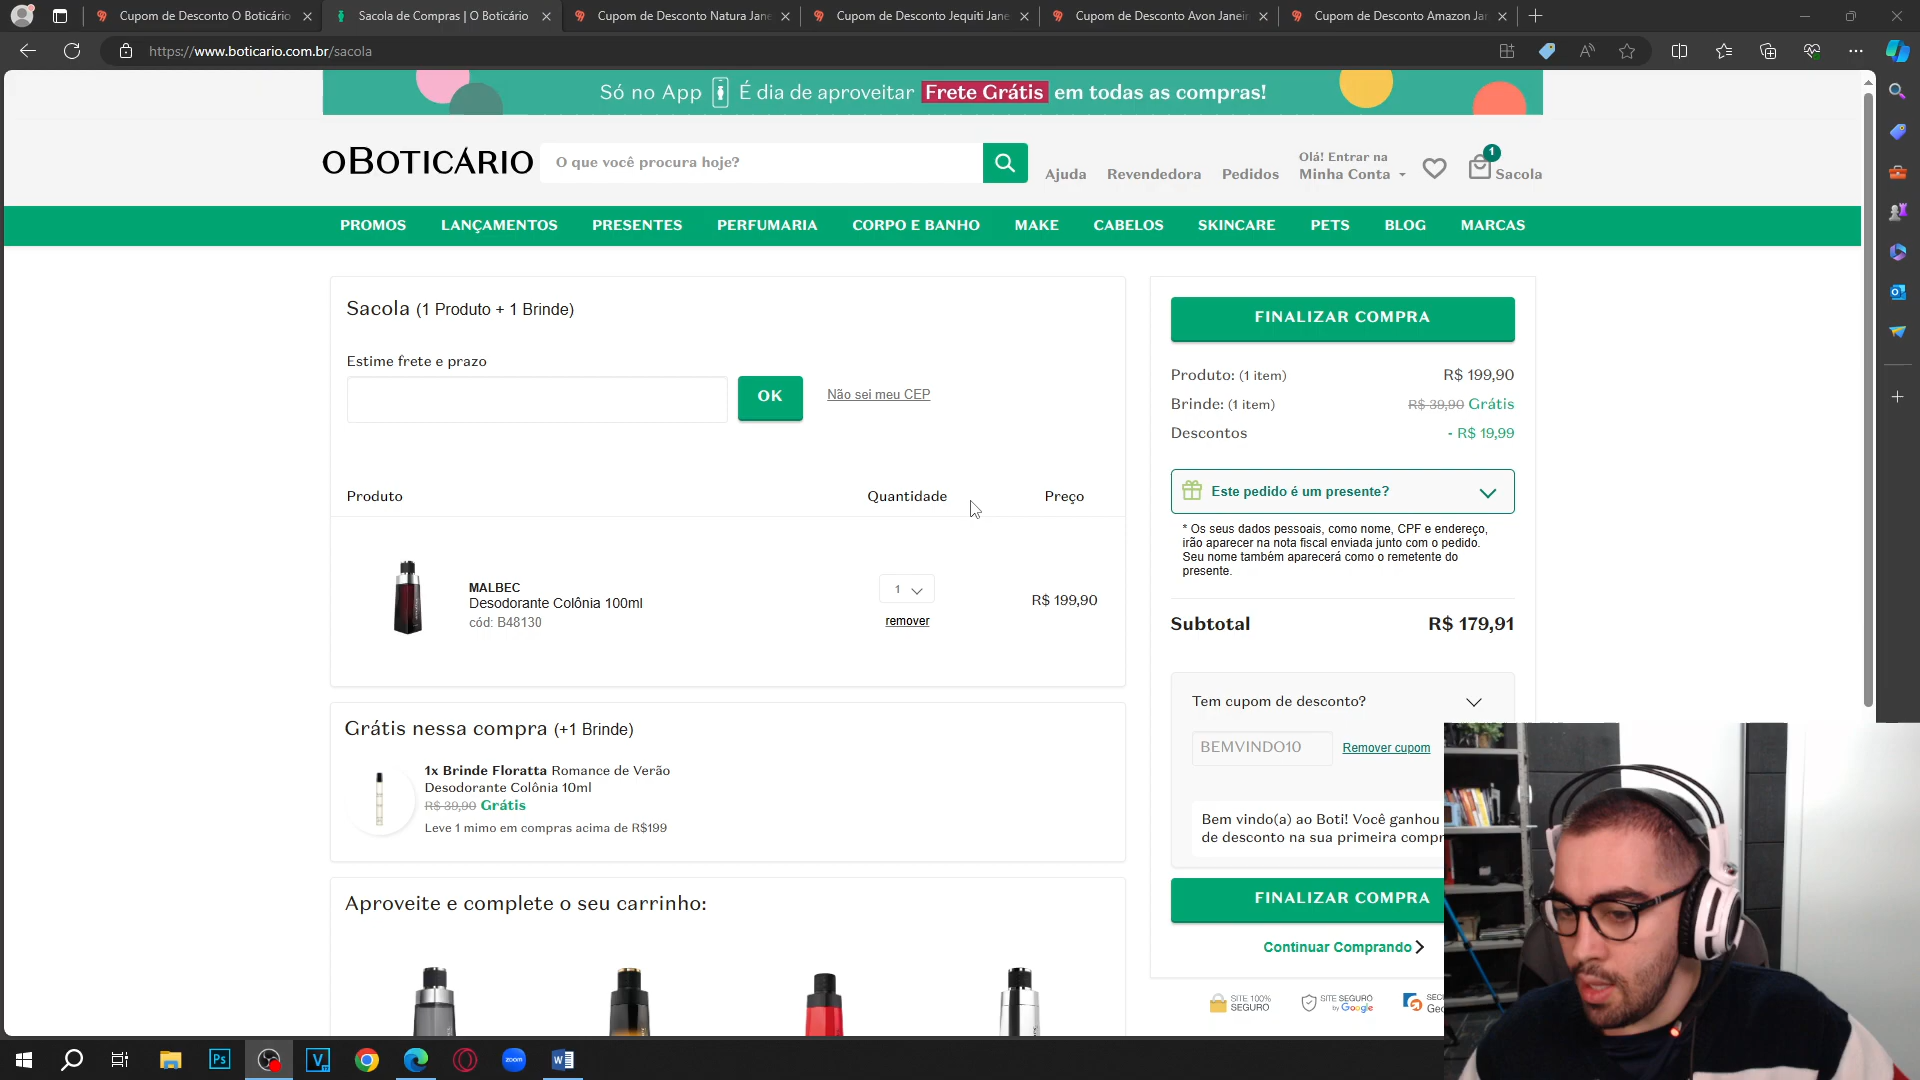 Cupom de Desconto O Boticário
Sacola de Compras | O Boticário
Cupom de Desconto Natura Jane
Cupom de Desconto Jequiti Jane
Cupom de Desconto Avon Janei
Cupom de Desconto Amazon Ja
https://www.boticario.com.br/sacola
Só no App É dia de aproveitar Frete Grátis em todas as compras!
oBOTICÁRIO
O que você procura hoje?
Ajuda
Revendedora
Pedidos
Olá! Entrar na
Minha Conta
1
Sacola
PROMOS LANÇAMENTOS PRESENTES PERFUMARIA CORPO E BANHO MAKE CABELOS SKINCARE PETS BLOG MARCAS
Sacola (1 Produto + 1 Brinde)
Estime frete e prazo
OK
Não sei meu CEP
Produto Quantidade Preço
MALBEC
Desodorante Colônia 100ml
cód: B48130
1
remover
R$ 199,90
Grátis nessa compra (+1 Brinde)
1x Brinde Floratta Romance de Verão
Desodorante Colônia 10ml
R$ 39,90 Grátis
Leve 1 mimo em compras acima de R$199
Aproveite e complete o seu carrinho:
FINALIZAR COMPRA
Produto: (1 item) R$ 199,90
Brinde: (1 item) R$ 39,90 Grátis
Descontos - R$ 19,99
Este pedido é um presente?
* Os seus dados pessoais, como nome, CPF e endereço,
irão aparecer na nota fiscal enviada junto com o pedido.
Seu nome também aparecerá como o remetente do
presente.
Subtotal R$ 179,91
Tem cupom de desconto?
BEMVINDO10
Remover cupom
Bem vindo(a) ao Boti! Você ganhou
de desconto na sua primeira compr
FINALIZAR COMPRA
Continuar Comprando
SITE 100%
SEGURO
SITE SEGURO
by Google
SEC
Geo
Ps
V
zoom
W